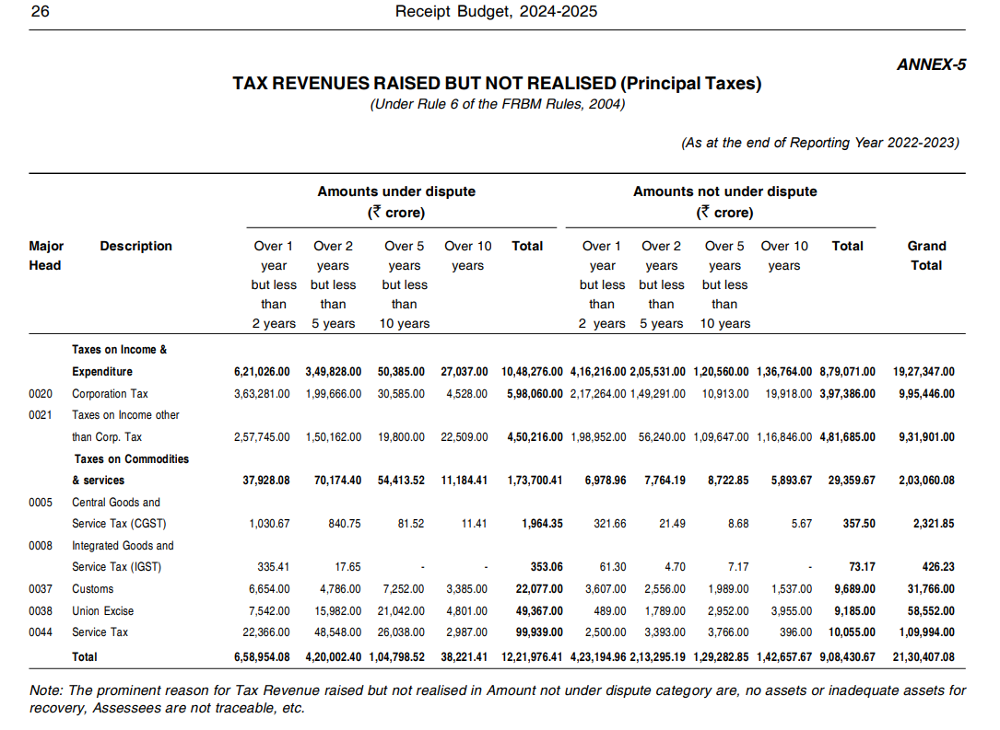 26 Receipt Budget, 2024-2025
ANNEX-5
TAX REVENUES RAISED BUT NOT REALISED (Principal Taxes)
(Under Rule 6 of the FRBM Rules, 2004)
(As at the end of Reporting Year 2022-2023)
Amounts under dispute Amounts not under dispute
(₹ crore) (₹ crore)
Major Description Over 1 Over 2 Over 5 Over 10 Total Over 1 Over 2 Over 5 Over 10 Total Grand
Head year years years years year years years years Total
but less but less but less but less but less but less
than than than than than than
2 years 5 years 10 years 2 years 5 years 10 years
Taxes on Income &
Expenditure 6,21,026.00 3,49,828.00 50,385.00 27,037.00 10,48,276.00 4,16,216.00 2,05,531.00 1,20,560.00 1,36,764.00 8,79,071.00 19,27,347.00
0020 Corporation Tax 3,63,281.00 1,99,666.00 30,585.00 4,528.00 5,98,060.00 2,17,264.00 1,49,291.00 10,913.00 19,918.00 3,97,386.00 9,95,446.00
0021 Taxes on Income other
than Corp. Tax 2,57,745.00 1,50,162.00 19,800.00 22,509.00 4,50,216.00 1,98,952.00 56,240.00 1,09,647.00 1,16,846.00 4,81,685.00 9,31,901.00
Taxes on Commodities
& services 37,928.08 70,174.40 54,413.52 11,184.41 1,73,700.41 6,978.96 7,764.19 8,722.85 5,893.67 29,359.67 2,03,060.08
0005 Central Goods and
Service Tax (CGST) 1,030.67 840.75 81.52 11.41 1,964.35 321.66 21.49 8.68 5.67 357.50 2,321.85
0008 Integrated Goods and
Service Tax (IGST) 335.41 17.65 - - 353.06 61.30 4.70 7.17 - 73.17 426.23
0037 Customs 6,654.00 4,786.00 7,252.00 3,385.00 22,077.00 3,607.00 2,556.00 1,989.00 1,537.00 9,689.00 31,766.00
0038 Union Excise 7,542.00 15,982.00 21,042.00 4,801.00 49,367.00 489.00 1,789.00 2,952.00 3,955.00 9,185.00 58,552.00
0044 Service Tax 22,366.00 48,548.00 26,038.00 2,987.00 99,939.00 2,500.00 3,393.00 3,766.00 396.00 10,055.00 1,09,994.00
Total 6,58,954.08 4,20,002.40 1,04,798.52 38,221.41 12,21,976.41 4,23,194.96 2,13,295.19 1,29,282.85 1,42,657.67 9,08,430.67 21,30,407.08
Note: The prominent reason for Tax Revenue raised but not realised in Amount not under dispute category are, no assets or inadequate assets for
recovery, Assessees are not traceable, etc.